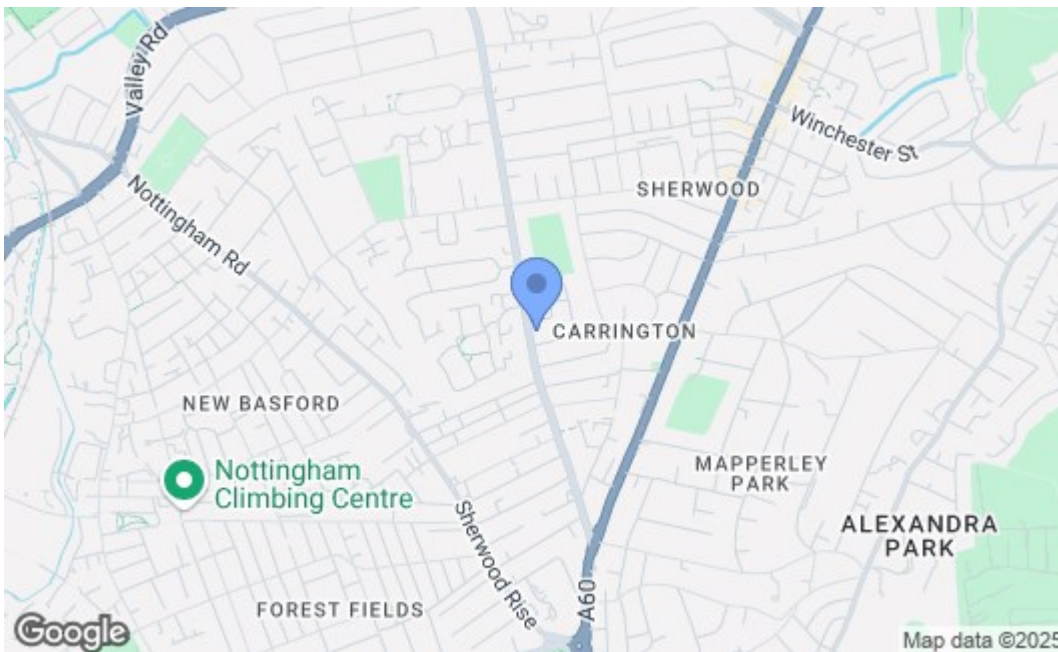 Valley Rd
Winchester St
SHERWOOD
Nottingham Rd
CARRINGTON
NEW BASFORD
MAPPERLEY
PARK
Nottingham
Climbing Centre
Sherwood Rise
ALEXANDRA
PARK
A60
FOREST FIELDS
Google
Map data ©2025